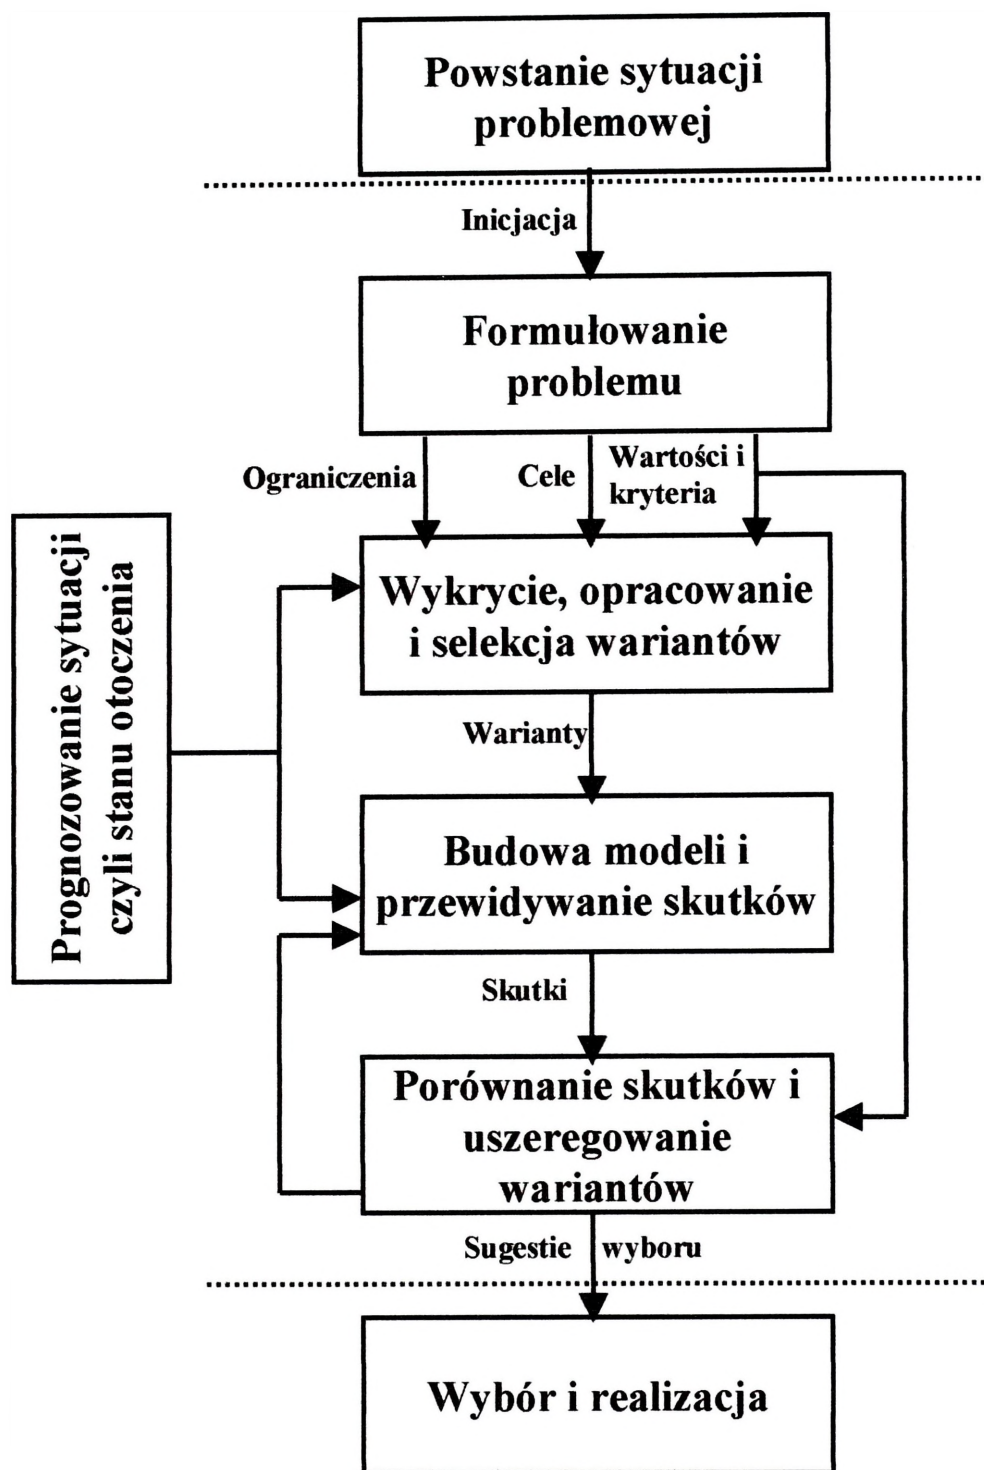 Powstanie sytuacji
problemowej
Inicjacja
Formułowanie
problemu
Ograniczenia
Cele
Wartości i
kryteria
Prognozowanie sytuacji
czyli stanu otoczenia
Wykrycie, opracowanie
i selekcja wariantów
Warianty
Budowa modeli i
przewidywanie skutków
Skutki
Porównanie skutków i
uszeregowanie
wariantów
Sugestie wyboru
Wybór i realizacja